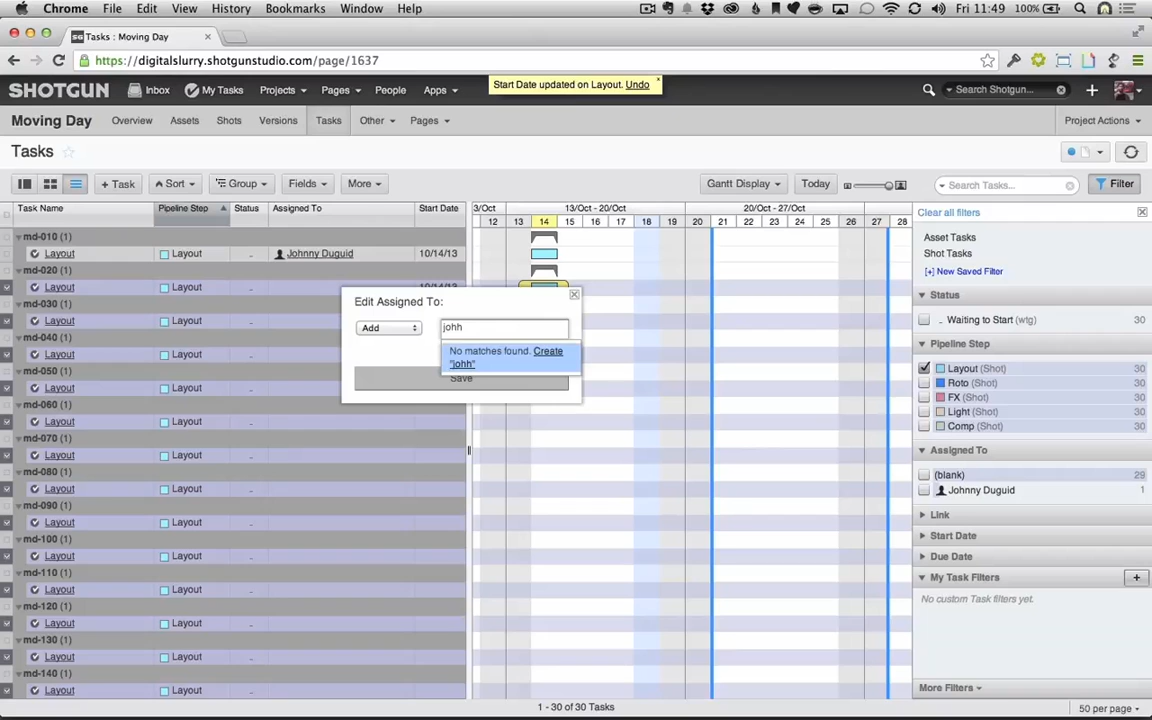 Chrome File Edit View History Bookmarks Window Help Fri 11:49 100%
SG Tasks : Moving Day
https://digitalslurry.shotgunstudio.com/page/1637
Start Date updated on Layout. Undo
SHOTGUN Inbox My Tasks Projects Pages People Apps Search Shotgun...
Moving Day Overview Assets Shots Versions Tasks Other Pages Project Actions
Tasks
+ Task Sort Group Fields More Gantt Display Today Search Tasks... Filter
Task Name Pipeline Step Status Assigned To Start Date 3/Oct 13/Oct - 20/Oct 20/Oct - 27/Oct
12 13 14 15 16 17 18 19 20 21 22 23 24 25 26 27 28
Clear all filters
Asset Tasks
Shot Tasks
[+] New Saved Filter
Status
_ Waiting to Start (wtg) 30
Pipeline Step
Layout (Shot) 30
Roto (Shot) 30
FX (Shot) 30
Light (Shot) 30
Comp (Shot) 30
Assigned To
(blank) 29
Johnny Duguid 1
Link
Start Date
Due Date
My Task Filters +
No custom Task filters yet.
More Filters
md-010 (1)
Layout Layout _ Johnny Duguid 10/14/13
md-020 (1)
Layout Layout _
md-030 (1)
Layout Layout _
md-040 (1)
Layout Layout _
md-050 (1)
Layout Layout _
md-060 (1)
Layout Layout _
md-070 (1)
Layout Layout _
md-080 (1)
Layout Layout _
md-090 (1)
Layout Layout _
md-100 (1)
Layout Layout _
md-110 (1)
Layout Layout _
md-120 (1)
Layout Layout _
md-130 (1)
Layout Layout _
md-140 (1)
Layout Layout _
Edit Assigned To:
Add johh
No matches found. Create
"johh"
Save
1 - 30 of 30 Tasks
50 per page